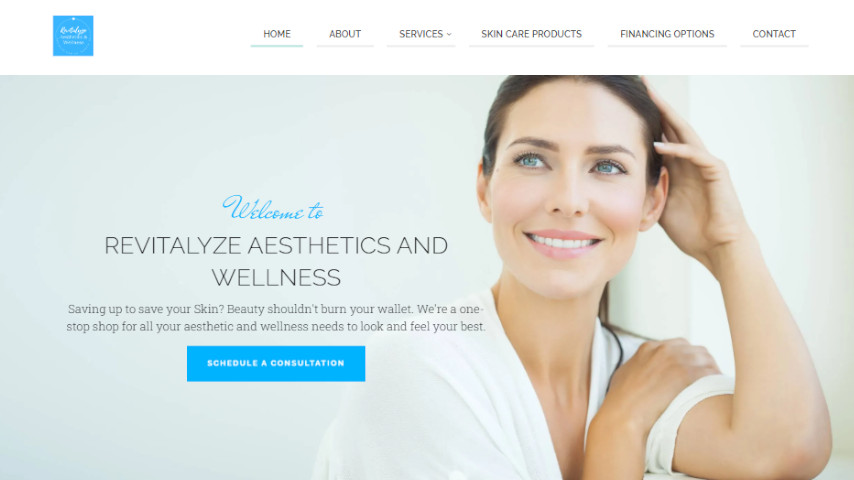 Revitalyze
Aesthetics &
Wellness
HOME
ABOUT
SERVICES
SKIN CARE PRODUCTS
FINANCING OPTIONS
CONTACT
Welcome to
REVITALYZE AESTHETICS AND
WELLNESS
Saving up to save your Skin? Beauty shouldn't burn your wallet. We're a one-
stop shop for all your aesthetic and wellness needs to look and feel your best.
SCHEDULE A CONSULTATION